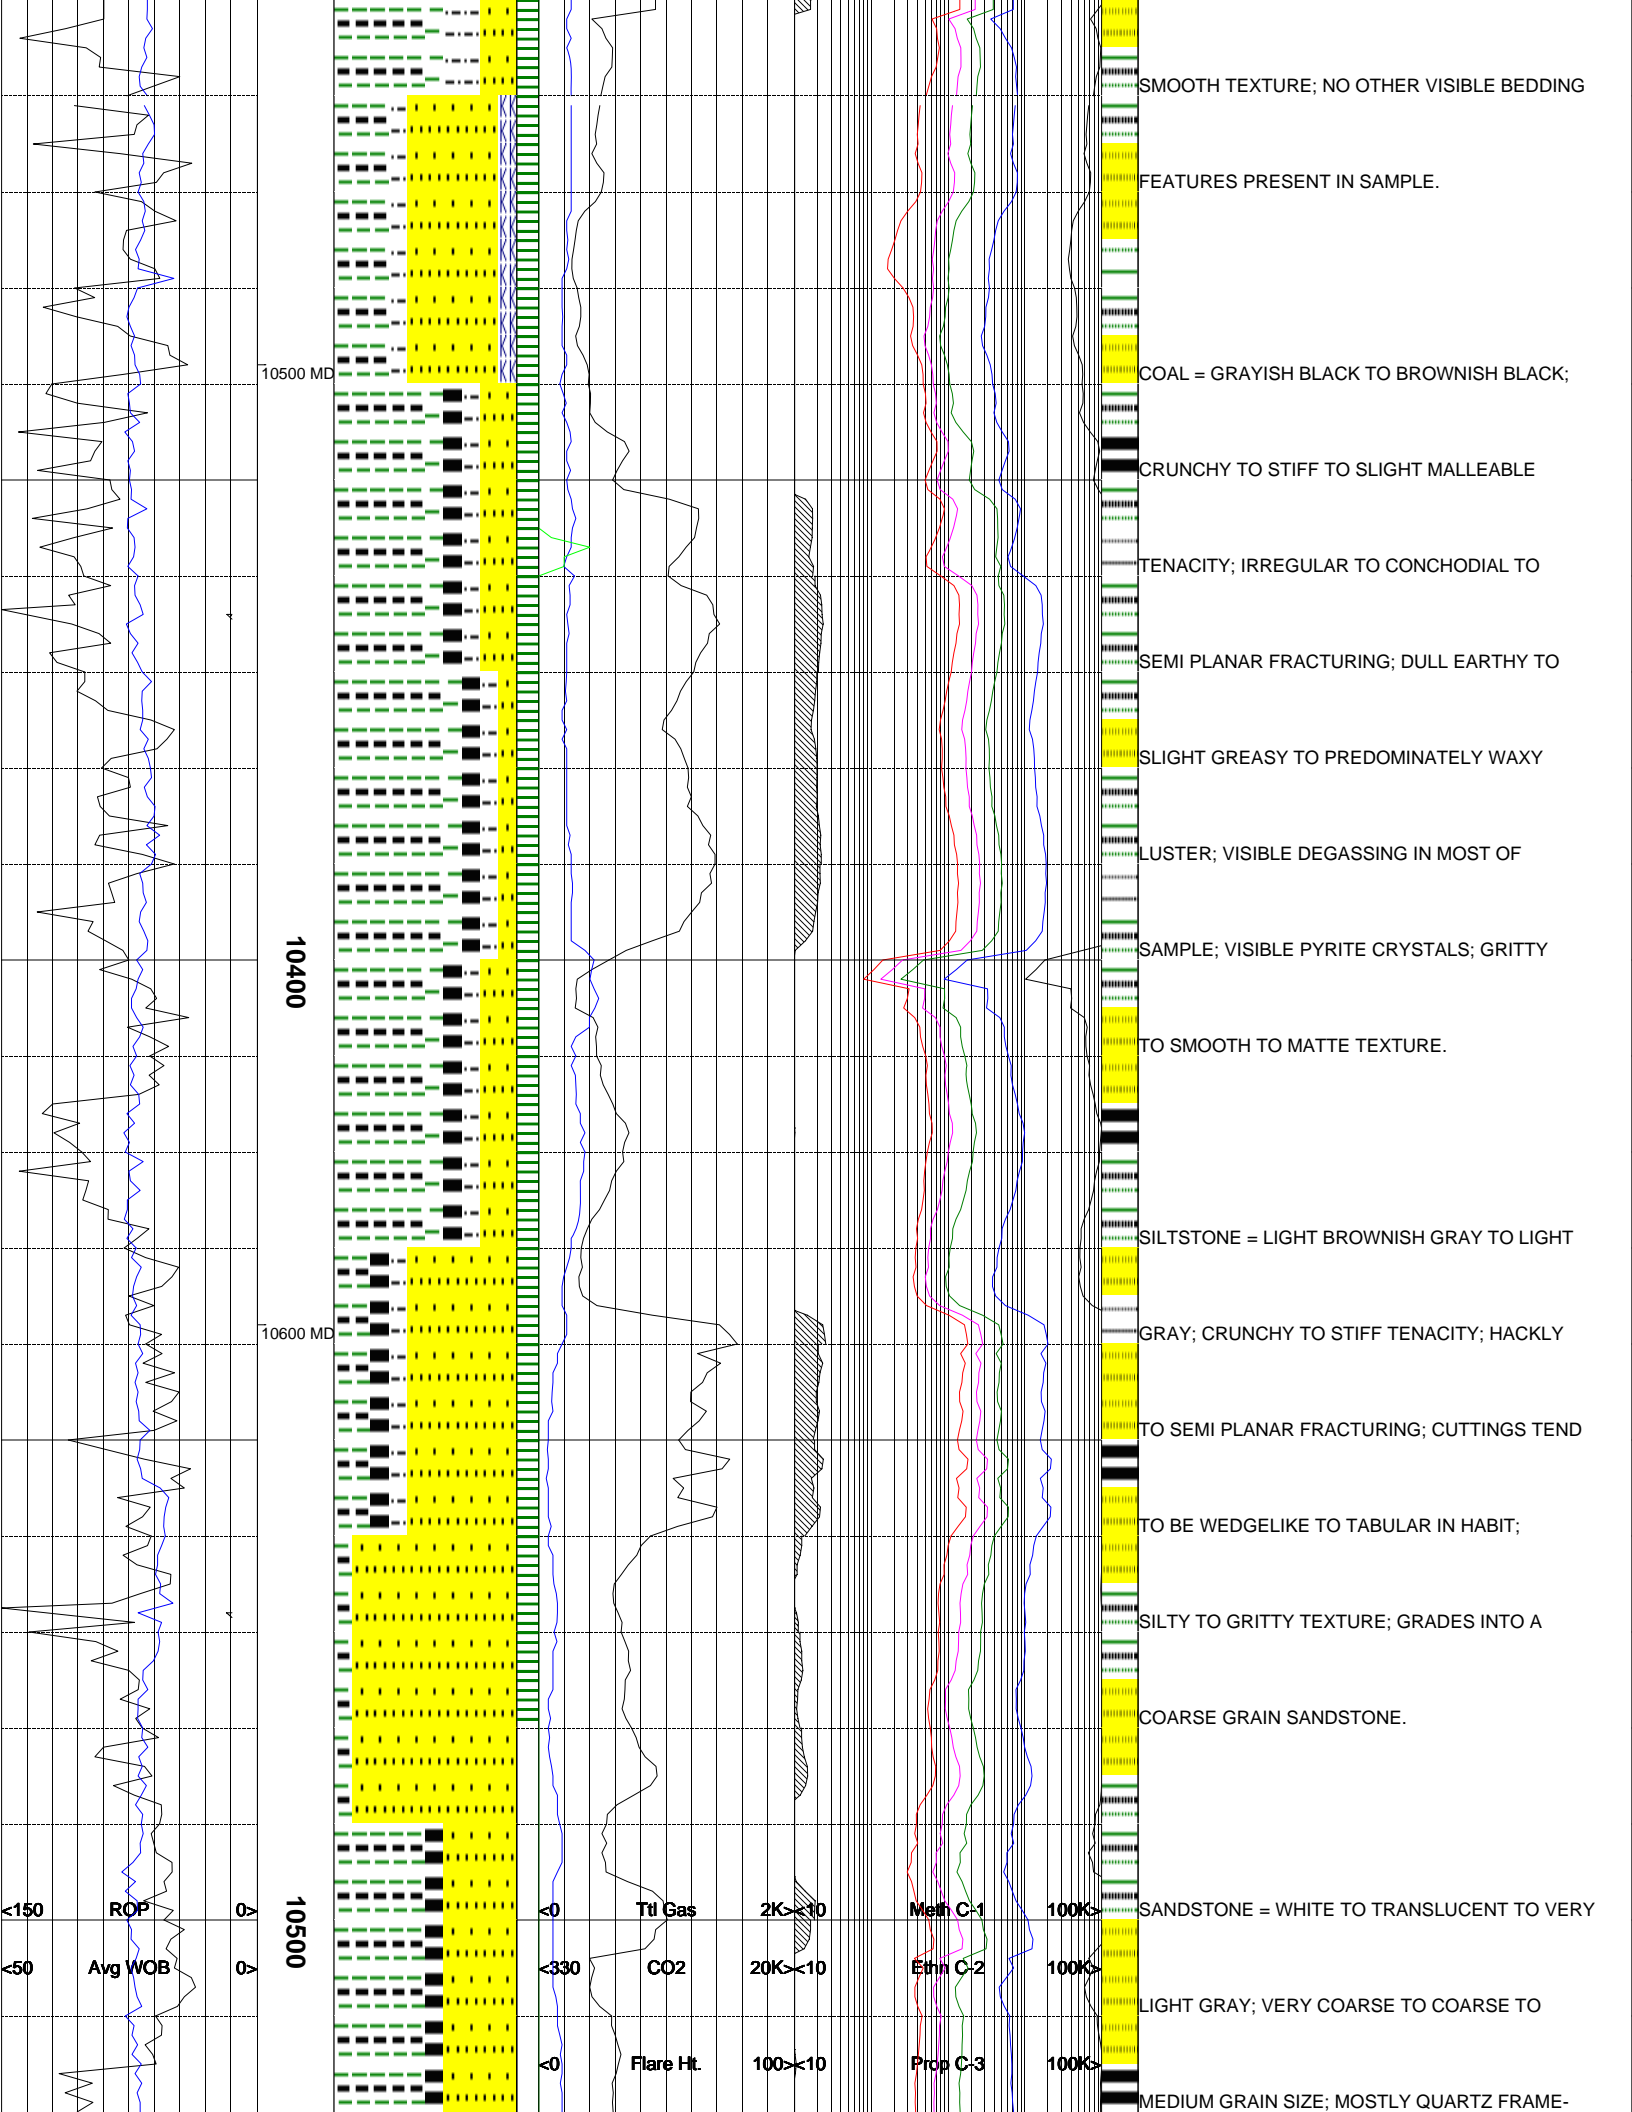 SMOOTH TEXTURE; NO OTHER VISIBLE BEDDING
FEATURES PRESENT IN SAMPLE.
10500 MD
COAL = GRAYISH BLACK TO BROWNISH BLACK;
CRUNCHY TO STIFF TO SLIGHT MALLEABLE
TENACITY; IRREGULAR TO CONCHODIAL TO
SEMI PLANAR FRACTURING; DULL EARTHY TO
SLIGHT GREASY TO PREDOMINATELY WAXY
LUSTER; VISIBLE DEGASSING IN MOST OF
SAMPLE; VISIBLE PYRITE CRYSTALS; GRITTY
10400
TO SMOOTH TO MATTE TEXTURE.
SILTSTONE = LIGHT BROWNISH GRAY TO LIGHT
10600 MD
GRAY; CRUNCHY TO STIFF TENACITY; HACKLY
TO SEMI PLANAR FRACTURING; CUTTINGS TEND
TO BE WEDGELIKE TO TABULAR IN HABIT;
SILTY TO GRITTY TEXTURE; GRADES INTO A
COARSE GRAIN SANDSTONE.
<150 ROP 0> <0 Ttl Gas 2K> <10 Meth C-1 100K>
SANDSTONE = WHITE TO TRANSLUCENT TO VERY
10500
<50 Avg WOB 0> <330 CO2 20K> <10 Ethn C-2 100K>
LIGHT GRAY; VERY COARSE TO COARSE TO
<0 Flare Ht. 100> <10 Prop C-3 100K>
MEDIUM GRAIN SIZE; MOSTLY QUARTZ FRAME-